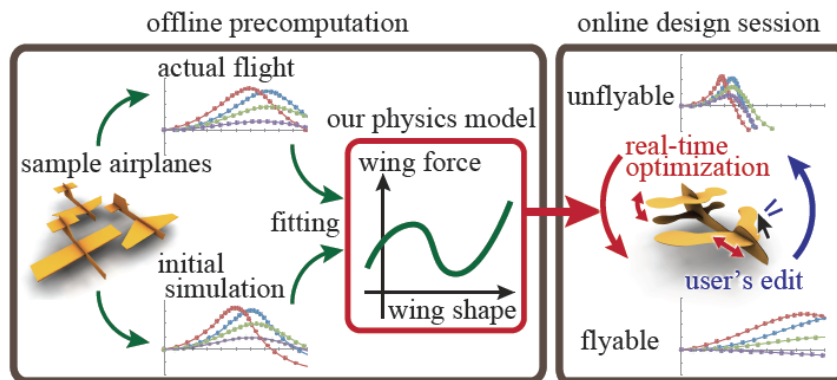 offline precomputation
actual flight
sample airplanes
initial
simulation
fitting
our physics model
wing force
wing shape
online design session
unflyable
real-time
optimization
user's edit
flyable